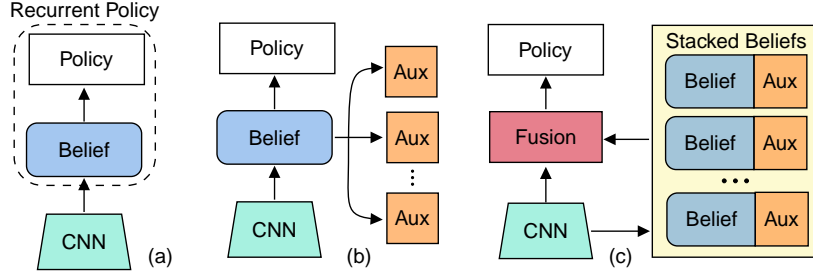 Recurrent Policy
Policy
Belief
CNN
(a)
Policy
Belief
CNN
Aux
Aux
Aux
(b)
Policy
Fusion
CNN
(c)
Stacked Beliefs
Belief Aux
Belief Aux
Belief Aux